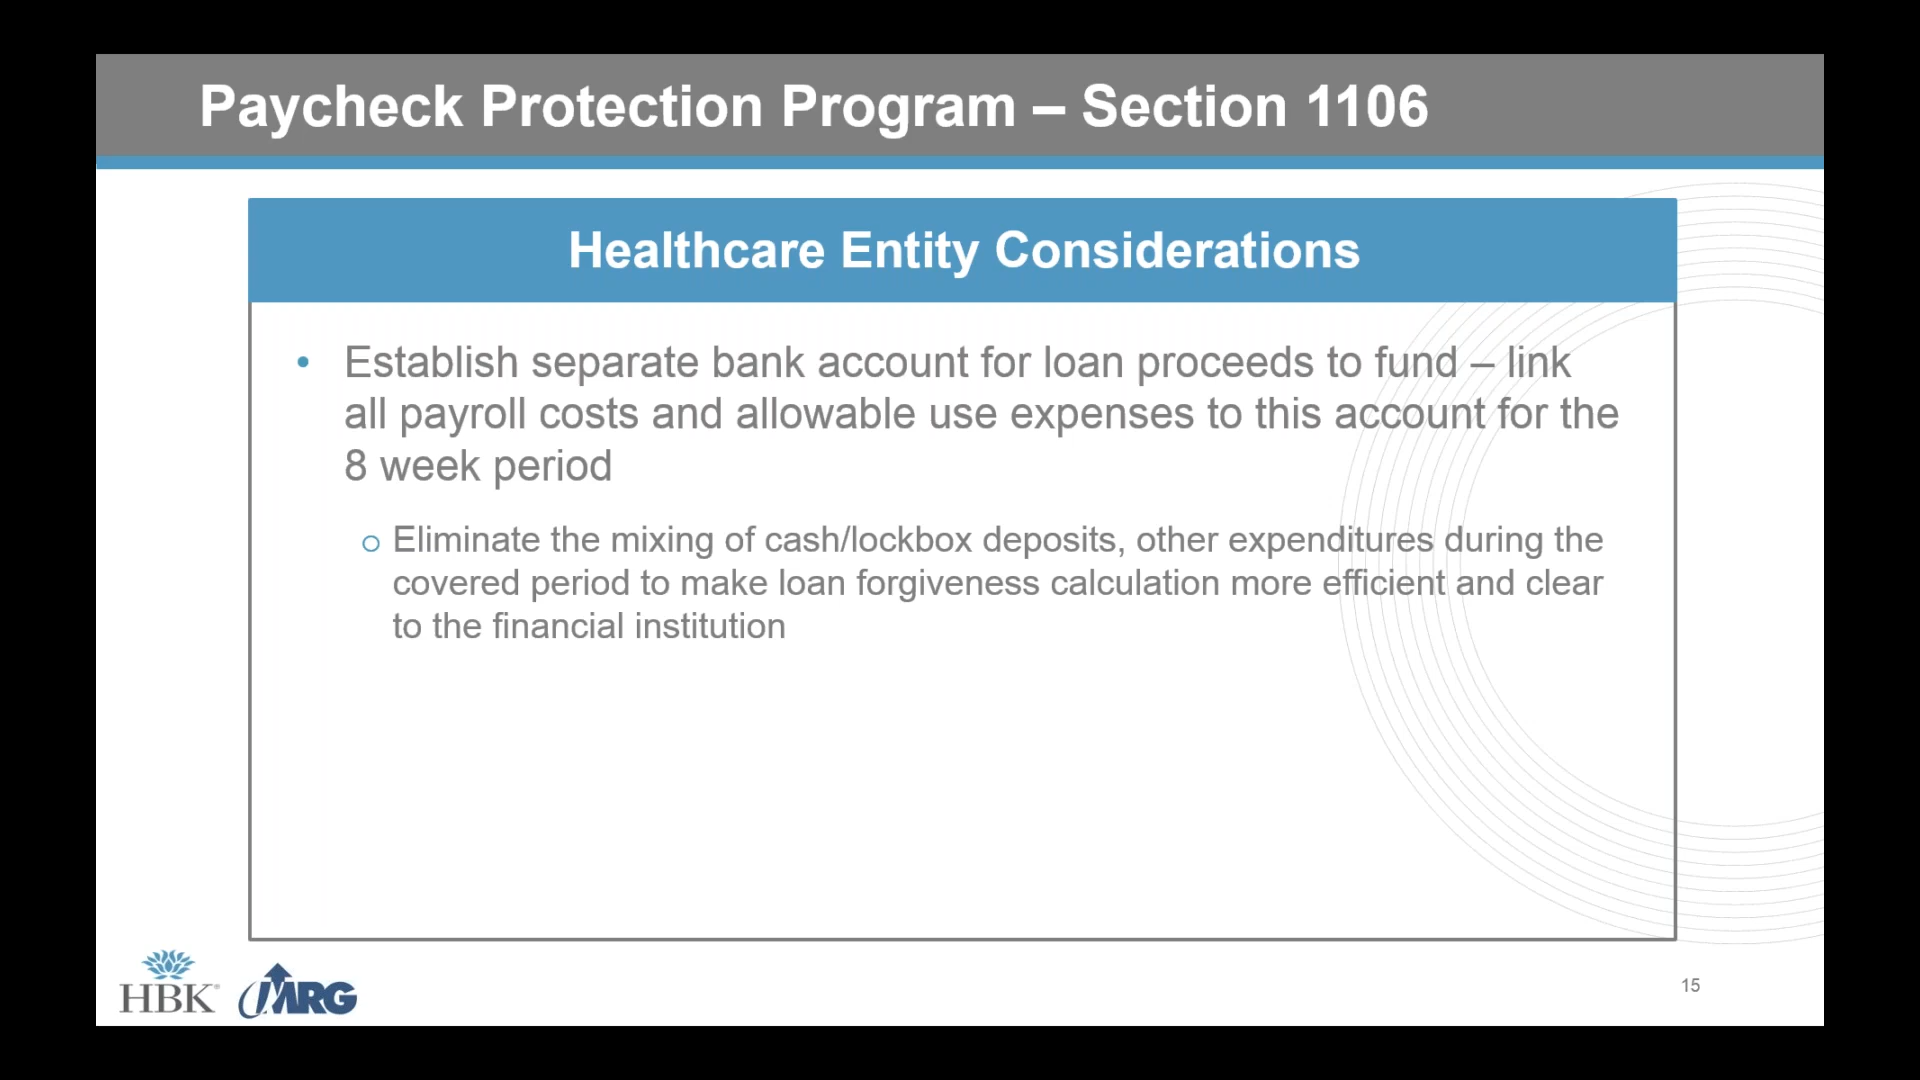 Paycheck Protection Program – Section 1106
Healthcare Entity Considerations
• Establish separate bank account for loan proceeds to fund – link
all payroll costs and allowable use expenses to this account for the
8 week period
o Eliminate the mixing of cash/lockbox deposits, other expenditures during the
covered period to make loan forgiveness calculation more efficient and clear
to the financial institution
HBK
MRG
15